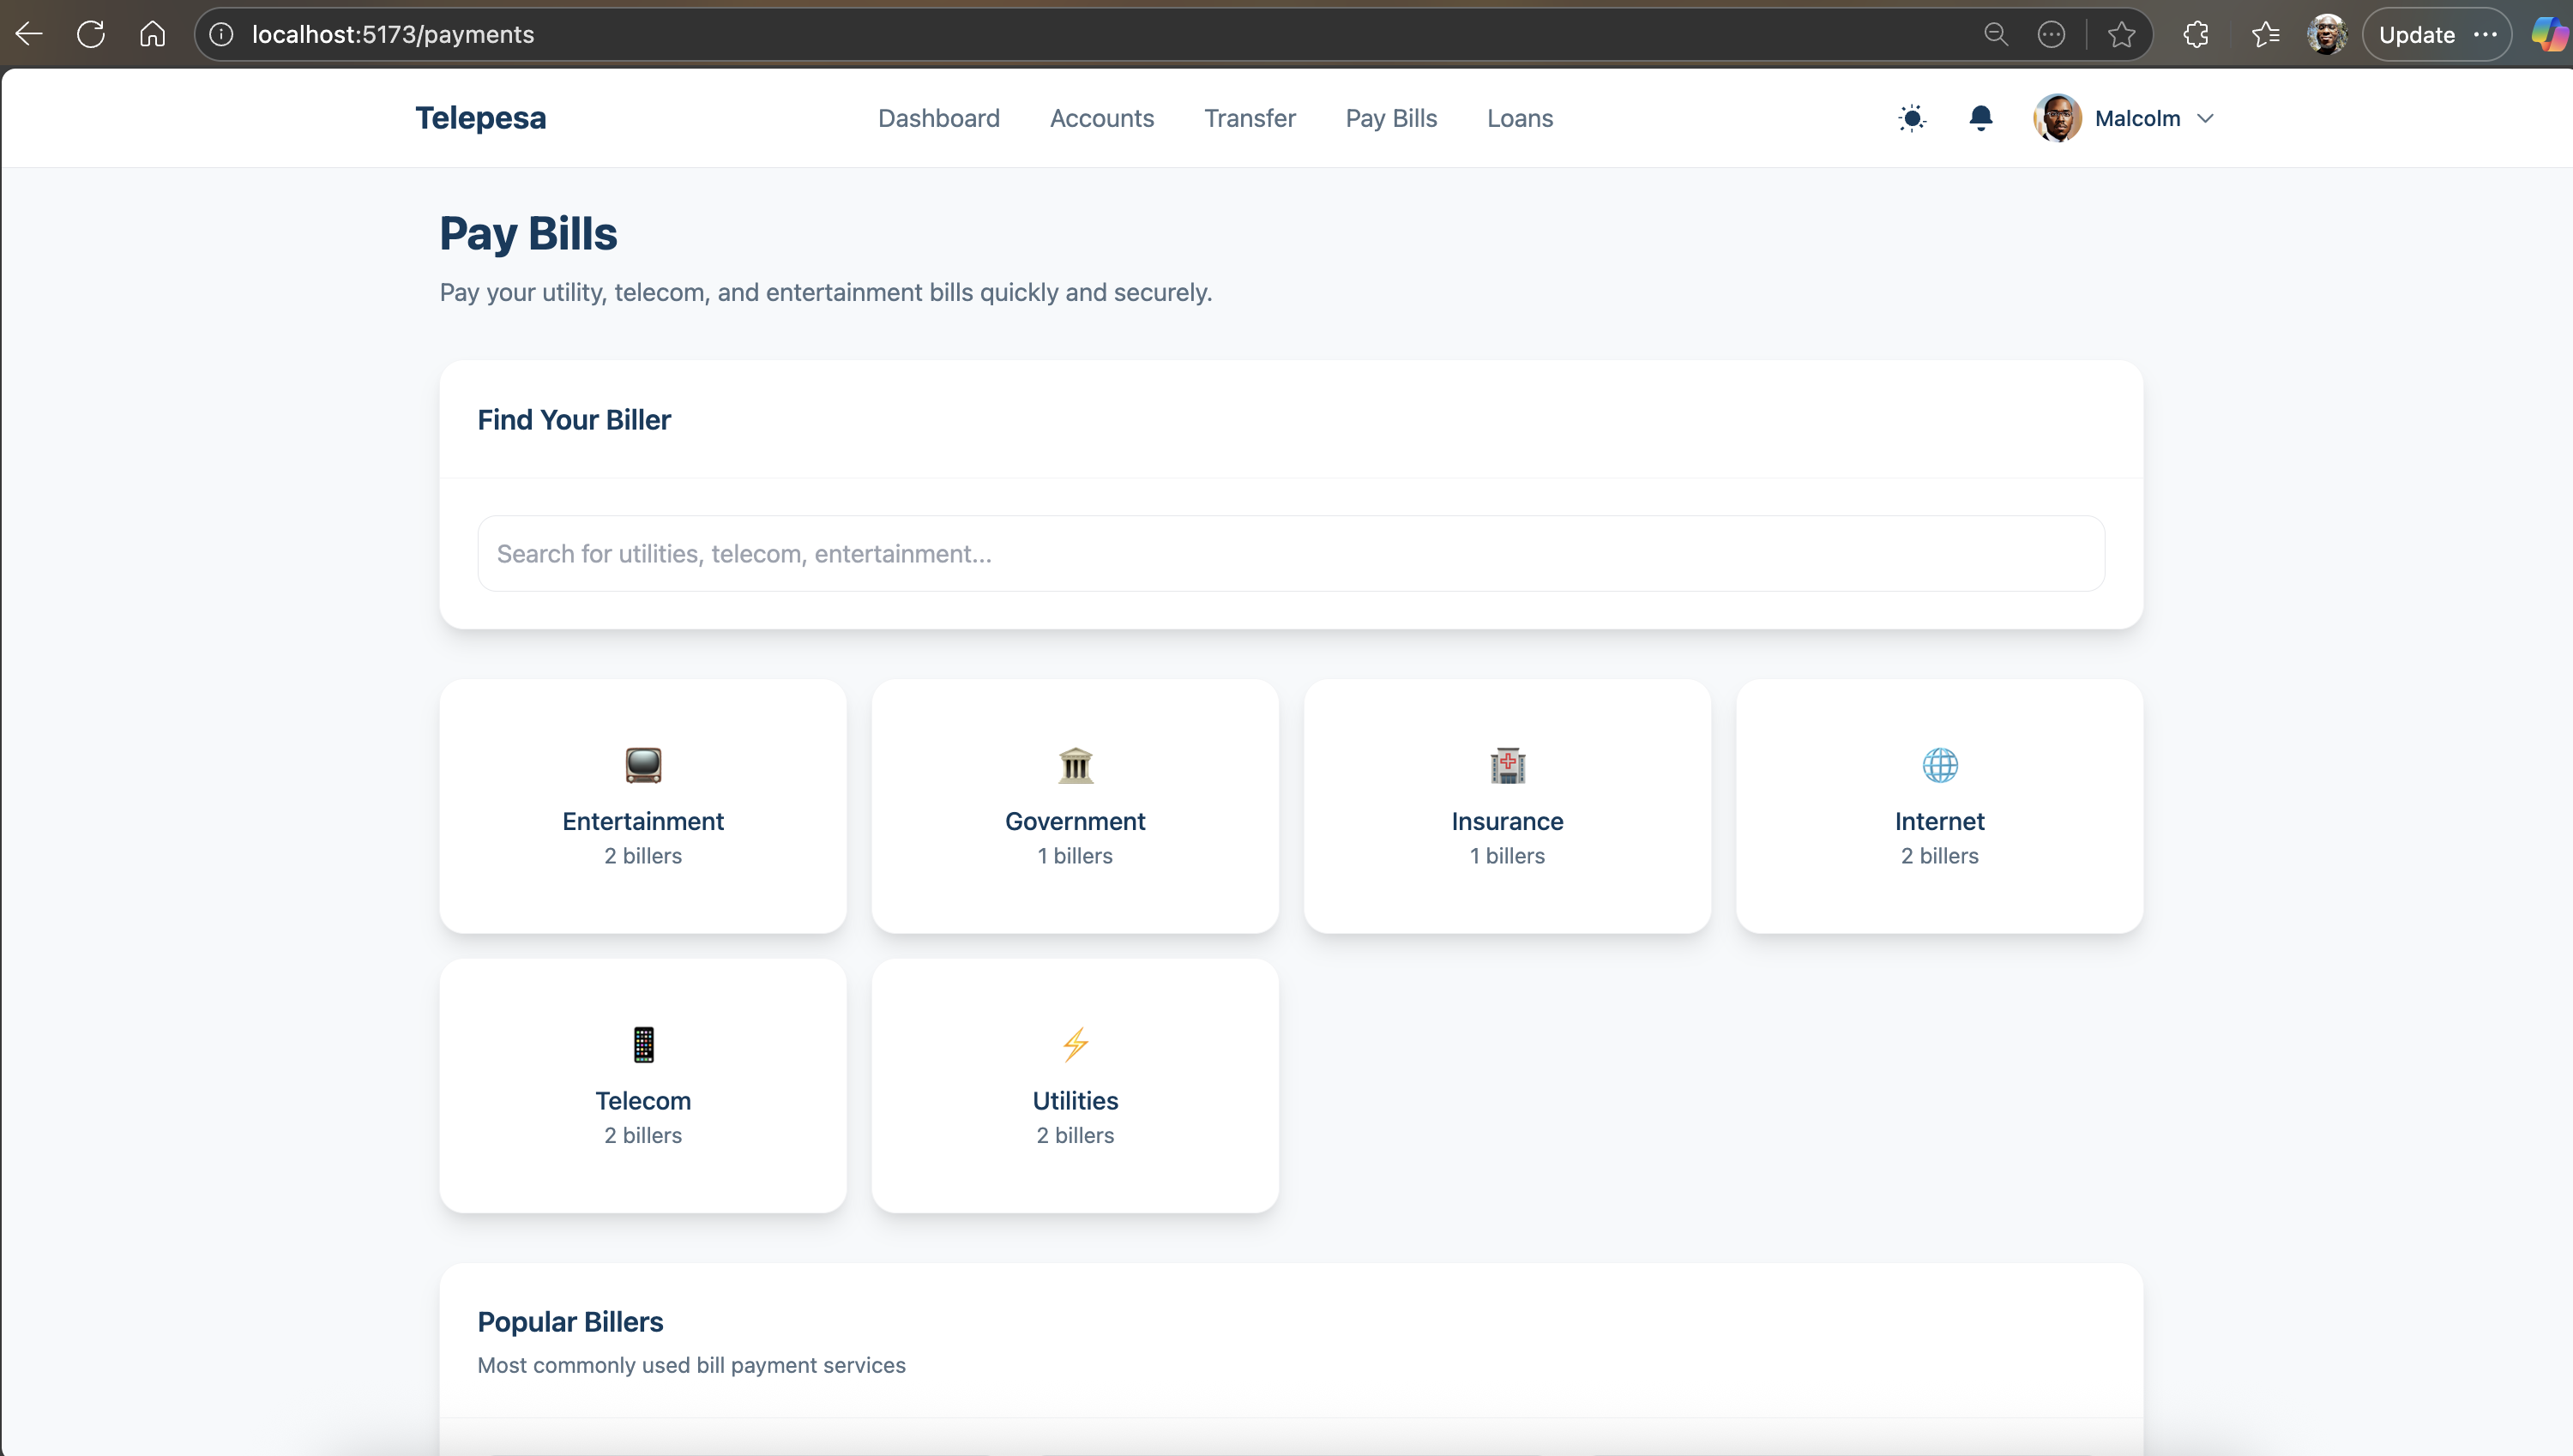 localhost:5173/payments
Update
Telepesa
Dashboard
Accounts
Transfer
Pay Bills
Loans
Malcolm
Pay Bills
Pay your utility, telecom, and entertainment bills quickly and securely.
Find Your Biller
Search for utilities, telecom, entertainment...
Entertainment
2 billers
Government
1 billers
Insurance
1 billers
Internet
2 billers
Telecom
2 billers
Utilities
2 billers
Popular Billers
Most commonly used bill payment services